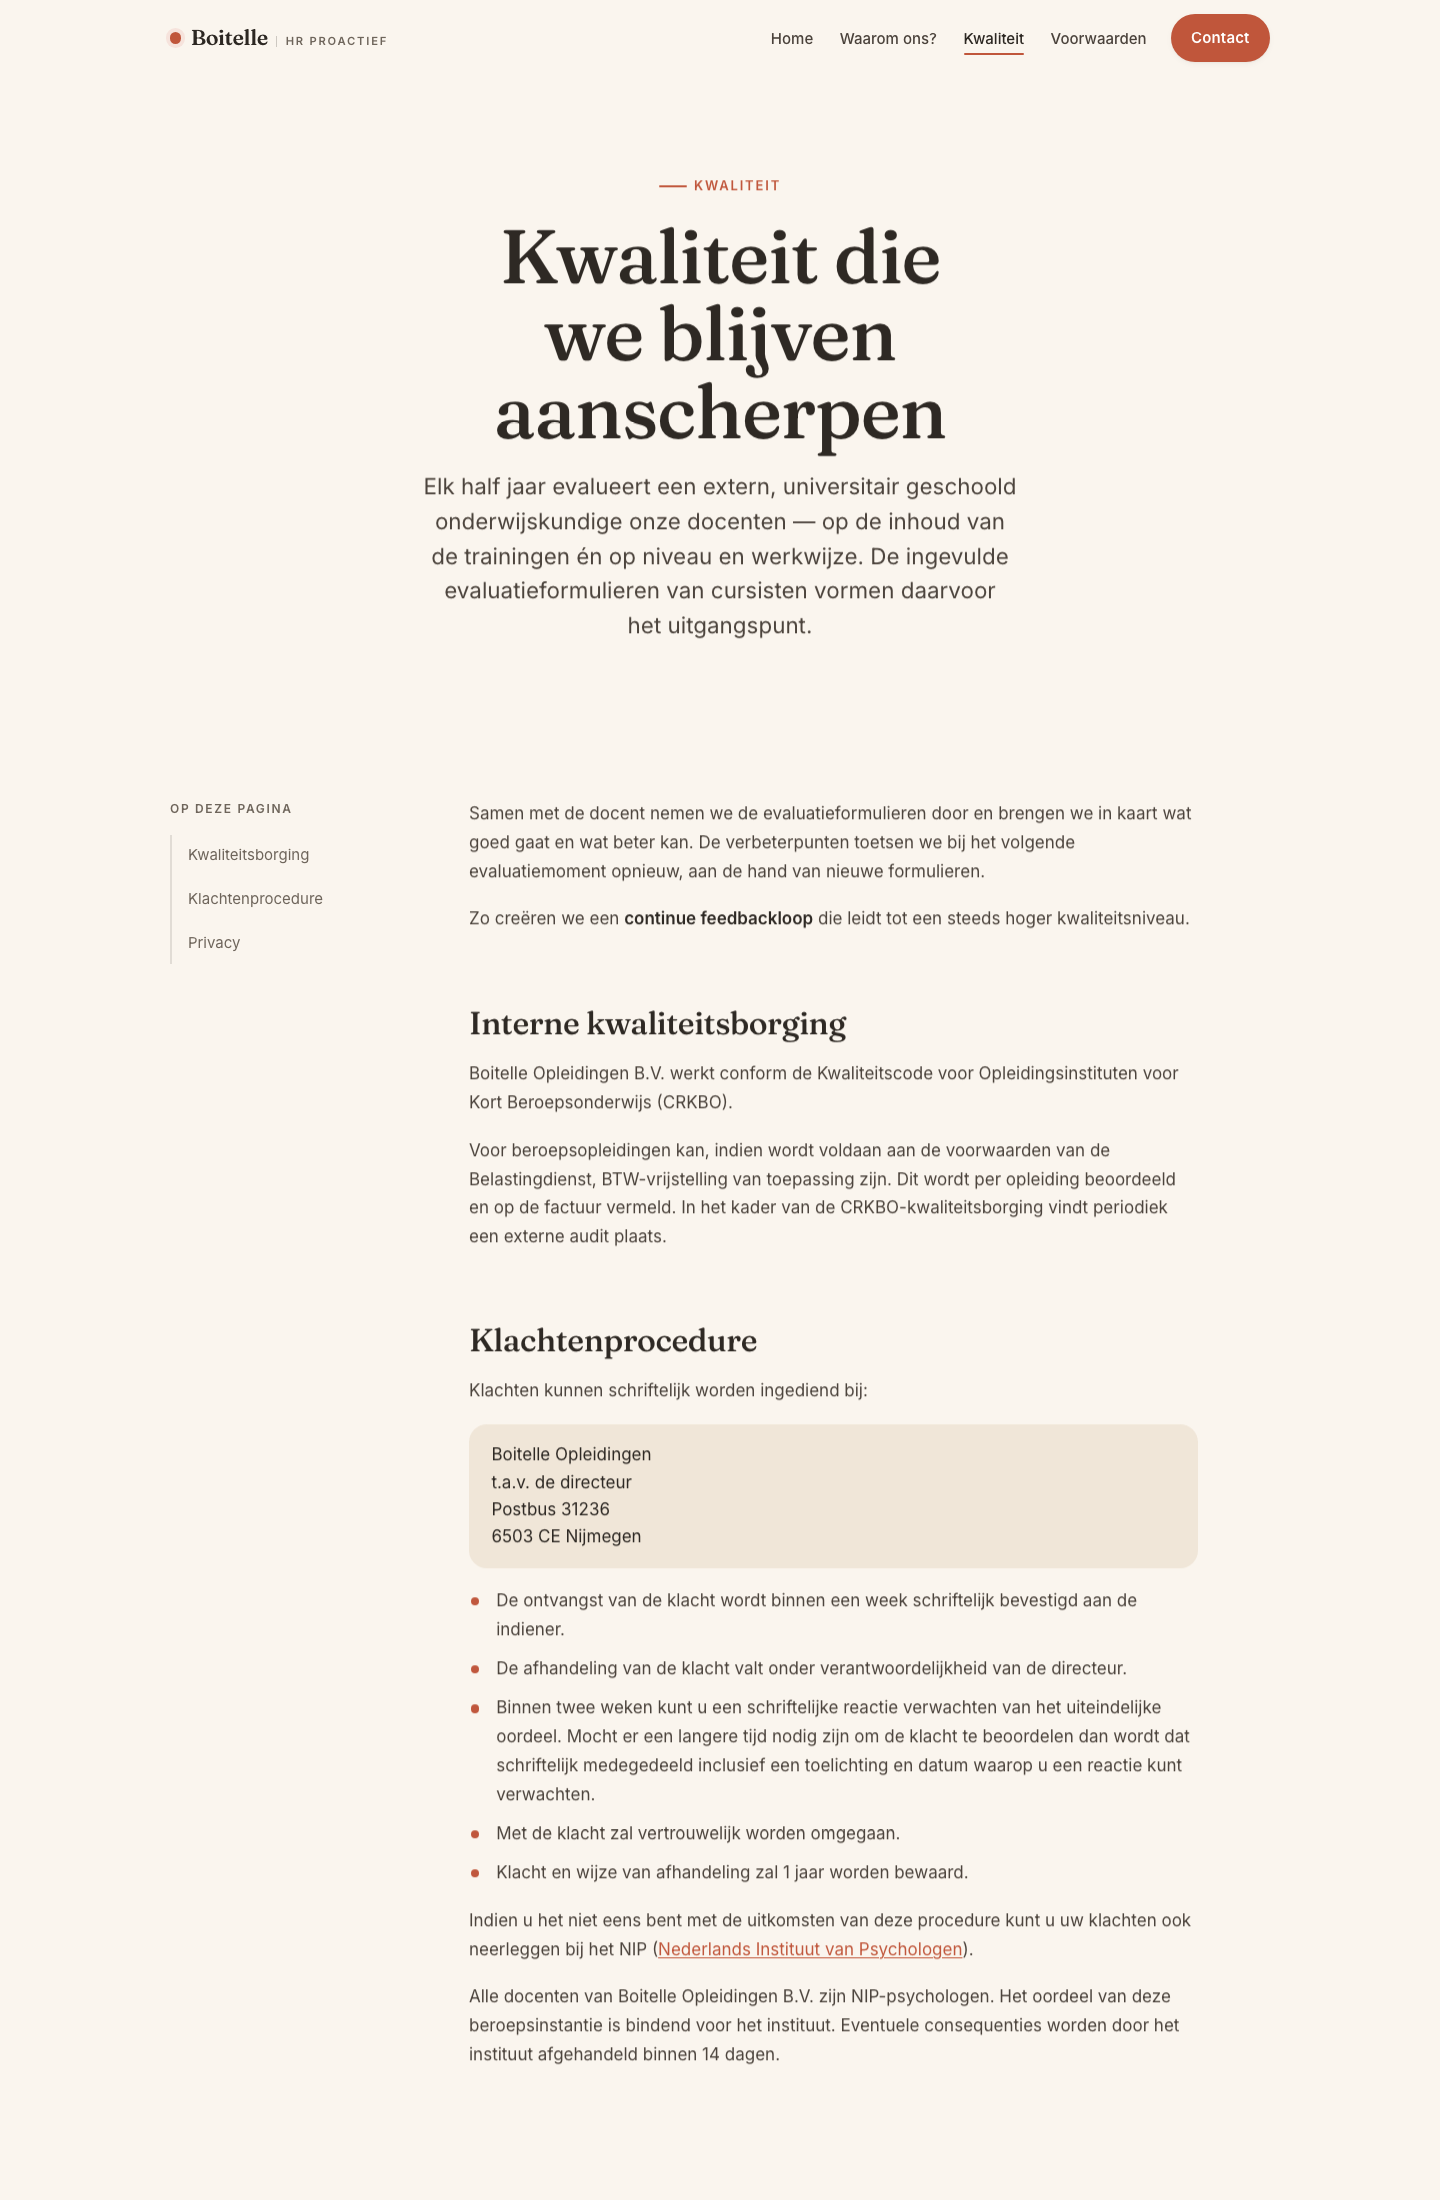 Boitelle | HR PROACTIEF
Home
Waarom ons?
Kwaliteit
Voorwaarden
Contact
KWALITEIT
Kwaliteit die
we blijven
aanscherpen
Elk half jaar evalueert een extern, universitair geschoold
onderwijskundige onze docenten — op de inhoud van
de trainingen én op niveau en werkwijze. De ingevulde
evaluatieformulieren van cursisten vormen daarvoor
het uitgangspunt.
OP DEZE PAGINA
Kwaliteitsborging
Klachtenprocedure
Privacy
Samen met de docent nemen we de evaluatieformulieren door en brengen we in kaart wat
goed gaat en wat beter kan. De verbeterpunten toetsen we bij het volgende
evaluatiemoment opnieuw, aan de hand van nieuwe formulieren.
Zo creëren we een continue feedbackloop die leidt tot een steeds hoger kwaliteitsniveau.
Interne kwaliteitsborging
Boitelle Opleidingen B.V. werkt conform de Kwaliteitscode voor Opleidingsinstituten voor
Kort Beroepsonderwijs (CRKBO).
Voor beroepsopleidingen kan, indien wordt voldaan aan de voorwaarden van de
Belastingdienst, BTW-vrijstelling van toepassing zijn. Dit wordt per opleiding beoordeeld
en op de factuur vermeld. In het kader van de CRKBO-kwaliteitsborging vindt periodiek
een externe audit plaats.
Klachtenprocedure
Klachten kunnen schriftelijk worden ingediend bij:
Boitelle Opleidingen
t.a.v. de directeur
Postbus 31236
6503 CE Nijmegen
De ontvangst van de klacht wordt binnen een week schriftelijk bevestigd aan de
indiener.
De afhandeling van de klacht valt onder verantwoordelijkheid van de directeur.
Binnen twee weken kunt u een schriftelijke reactie verwachten van het uiteindelijke
oordeel. Mocht er een langere tijd nodig zijn om de klacht te beoordelen dan wordt dat
schriftelijk medegedeeld inclusief een toelichting en datum waarop u een reactie kunt
verwachten.
Met de klacht zal vertrouwelijk worden omgegaan.
Klacht en wijze van afhandeling zal 1 jaar worden bewaard.
Indien u het niet eens bent met de uitkomsten van deze procedure kunt u uw klachten ook
neerleggen bij het NIP (Nederlands Instituut van Psychologen).
Alle docenten van Boitelle Opleidingen B.V. zijn NIP-psychologen. Het oordeel van deze
beroepsinstantie is bindend voor het instituut. Eventuele consequenties worden door het
instituut afgehandeld binnen 14 dagen.